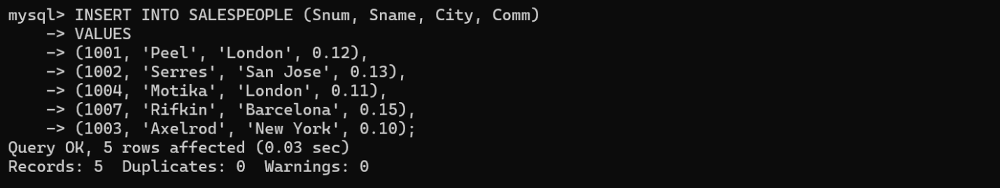 mysql> INSERT INTO SALESPEOPLE (Snum, Sname, City, Comm)
    -> VALUES
    -> (1001, 'Peel', 'London', 0.12),
    -> (1002, 'Serres', 'San Jose', 0.13),
    -> (1004, 'Motika', 'London', 0.11),
    -> (1007, 'Rifkin', 'Barcelona', 0.15),
    -> (1003, 'Axelrod', 'New York', 0.10);
Query OK, 5 rows affected (0.03 sec)
Records: 5  Duplicates: 0  Warnings: 0